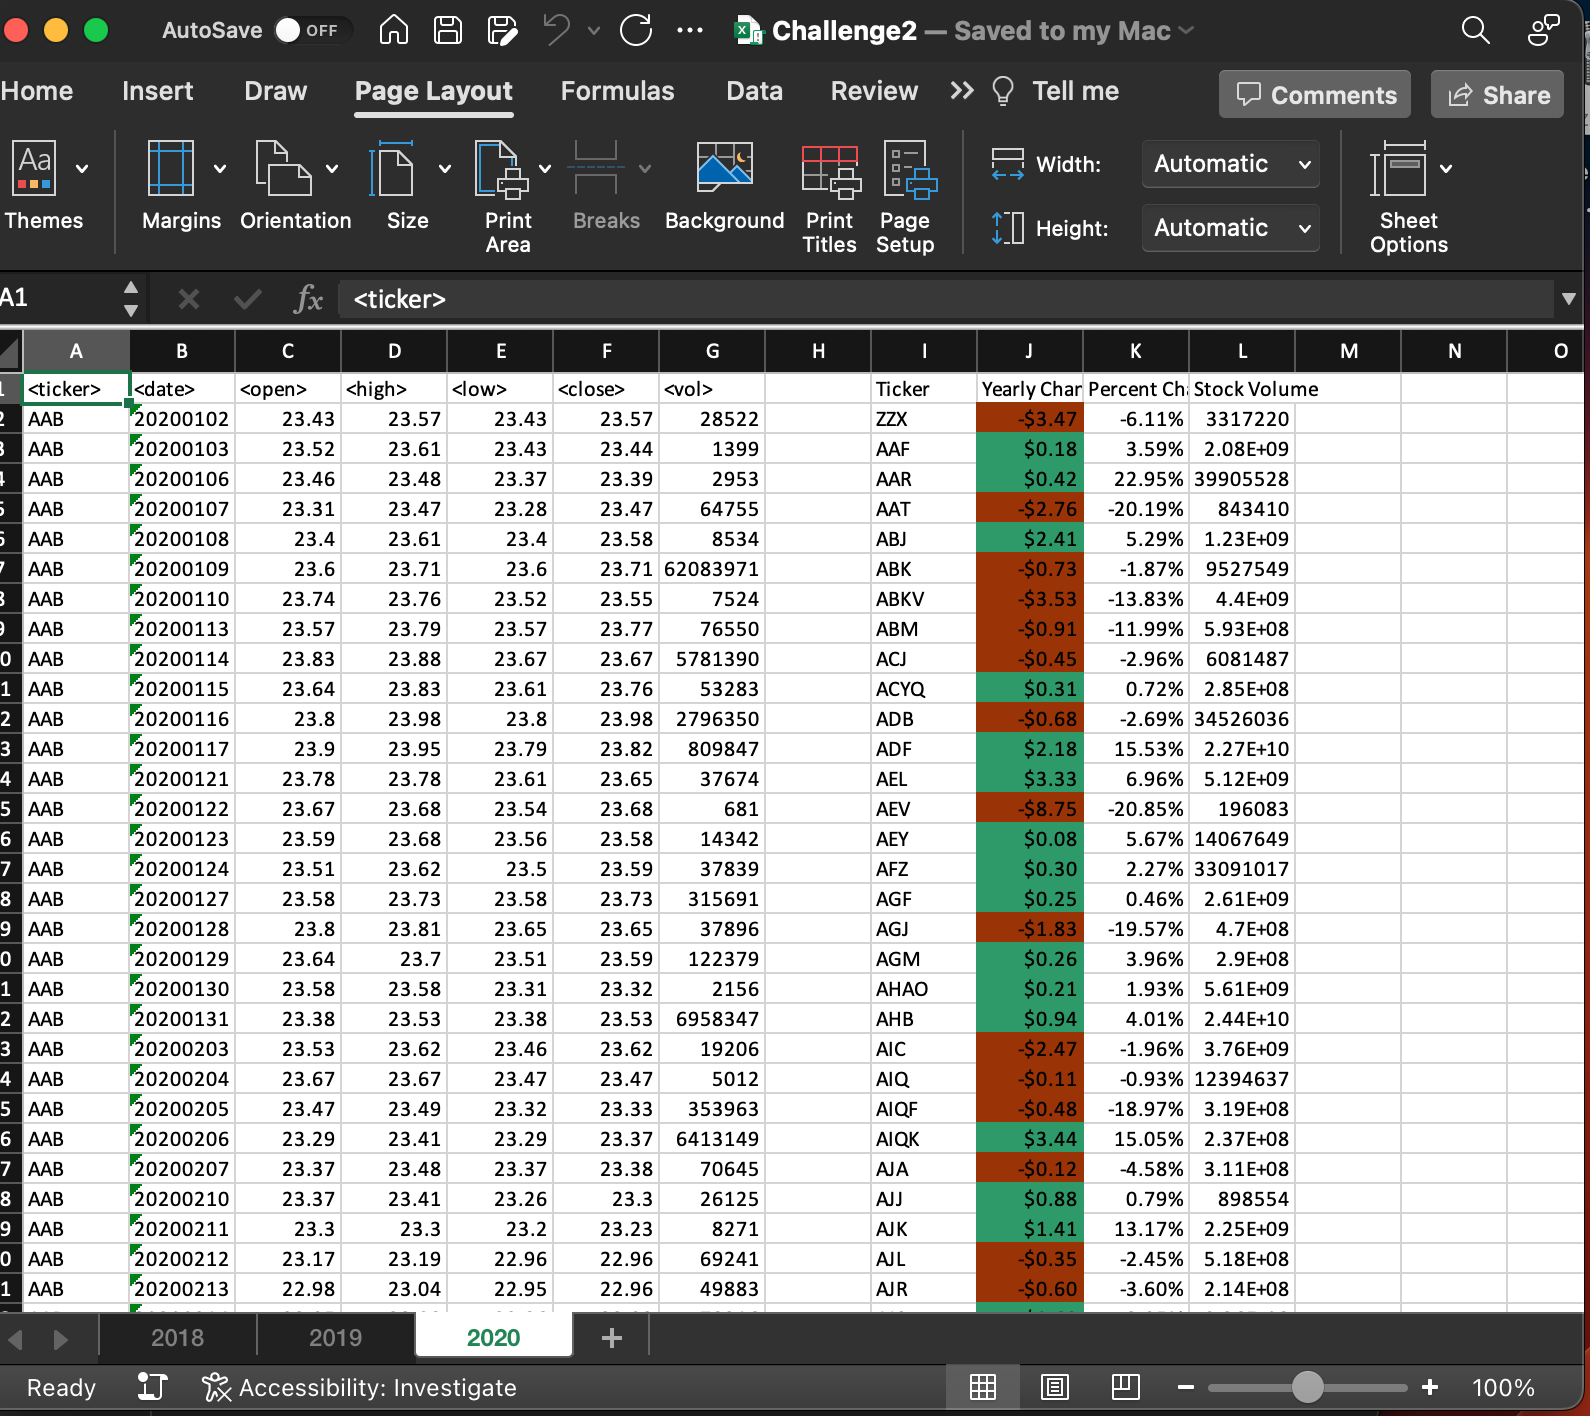 AutoSave OFF Challenge2 — Saved to my Mac
Home Insert Draw Page Layout Formulas Data Review Tell me Comments Share
Aa Width: Automatic
Themes Margins Orientation Size Print Area Breaks Background Print Titles Page Setup Height: Automatic Sheet Options
A1 fx <ticker>
A B C D E F G H I J K L M N O
1 <ticker> <date> <open> <high> <low> <close> <vol> Ticker Yearly Char Percent Cha Stock Volume
2 AAB 20200102 23.43 23.57 23.43 23.57 28522 ZZX -$3.47 -6.11% 3317220
3 AAB 20200103 23.52 23.61 23.43 23.44 1399 AAF $0.18 3.59% 2.08E+09
4 AAB 20200106 23.46 23.48 23.37 23.39 2953 AAR $0.42 22.95% 39905528
5 AAB 20200107 23.31 23.47 23.28 23.47 64755 AAT -$2.76 -20.19% 843410
6 AAB 20200108 23.4 23.61 23.4 23.58 8534 ABJ $2.41 5.29% 1.23E+09
7 AAB 20200109 23.6 23.71 23.6 23.71 62083971 ABK -$0.73 -1.87% 9527549
8 AAB 20200110 23.74 23.76 23.52 23.55 7524 ABKV -$3.53 -13.83% 4.4E+09
9 AAB 20200113 23.57 23.79 23.57 23.77 76550 ABM -$0.91 -11.99% 5.93E+08
0 AAB 20200114 23.83 23.88 23.67 23.67 5781390 ACJ -$0.45 -2.96% 6081487
1 AAB 20200115 23.64 23.83 23.61 23.76 53283 ACYQ $0.31 0.72% 2.85E+08
2 AAB 20200116 23.8 23.98 23.8 23.98 2796350 ADB -$0.68 -2.69% 34526036
3 AAB 20200117 23.9 23.95 23.79 23.82 809847 ADF $2.18 15.53% 2.27E+10
4 AAB 20200121 23.78 23.78 23.61 23.65 37674 AEL $3.33 6.96% 5.12E+09
5 AAB 20200122 23.67 23.68 23.54 23.68 681 AEV -$8.75 -20.85% 196083
6 AAB 20200123 23.59 23.68 23.56 23.58 14342 AEY $0.08 5.67% 14067649
7 AAB 20200124 23.51 23.62 23.5 23.59 37839 AFZ $0.30 2.27% 33091017
8 AAB 20200127 23.58 23.73 23.58 23.73 315691 AGF $0.25 0.46% 2.61E+09
9 AAB 20200128 23.8 23.81 23.65 23.65 37896 AGJ -$1.83 -19.57% 4.7E+08
0 AAB 20200129 23.64 23.7 23.51 23.59 122379 AGM $0.26 3.96% 2.9E+08
1 AAB 20200130 23.58 23.58 23.31 23.32 2156 AHAO $0.21 1.93% 5.61E+09
2 AAB 20200131 23.38 23.53 23.38 23.53 6958347 AHB $0.94 4.01% 2.44E+10
3 AAB 20200203 23.53 23.62 23.46 23.62 19206 AIC -$2.47 -1.96% 3.76E+09
4 AAB 20200204 23.67 23.67 23.47 23.47 5012 AIQ -$0.11 -0.93% 12394637
5 AAB 20200205 23.47 23.49 23.32 23.33 353963 AIQF -$0.48 -18.97% 3.19E+08
6 AAB 20200206 23.29 23.41 23.29 23.37 6413149 AIQK $3.44 15.05% 2.37E+08
7 AAB 20200207 23.37 23.48 23.37 23.38 70645 AJA -$0.12 -4.58% 3.11E+08
8 AAB 20200210 23.37 23.41 23.26 23.3 26125 AJJ $0.88 0.79% 898554
9 AAB 20200211 23.3 23.3 23.2 23.23 8271 AJK $1.41 13.17% 2.25E+09
0 AAB 20200212 23.17 23.19 22.96 22.96 69241 AJL -$0.35 -2.45% 5.18E+08
1 AAB 20200213 22.98 23.04 22.95 22.96 49883 AJR -$0.60 -3.60% 2.14E+08
2018 2019 2020 +
Ready Accessibility: Investigate 100%